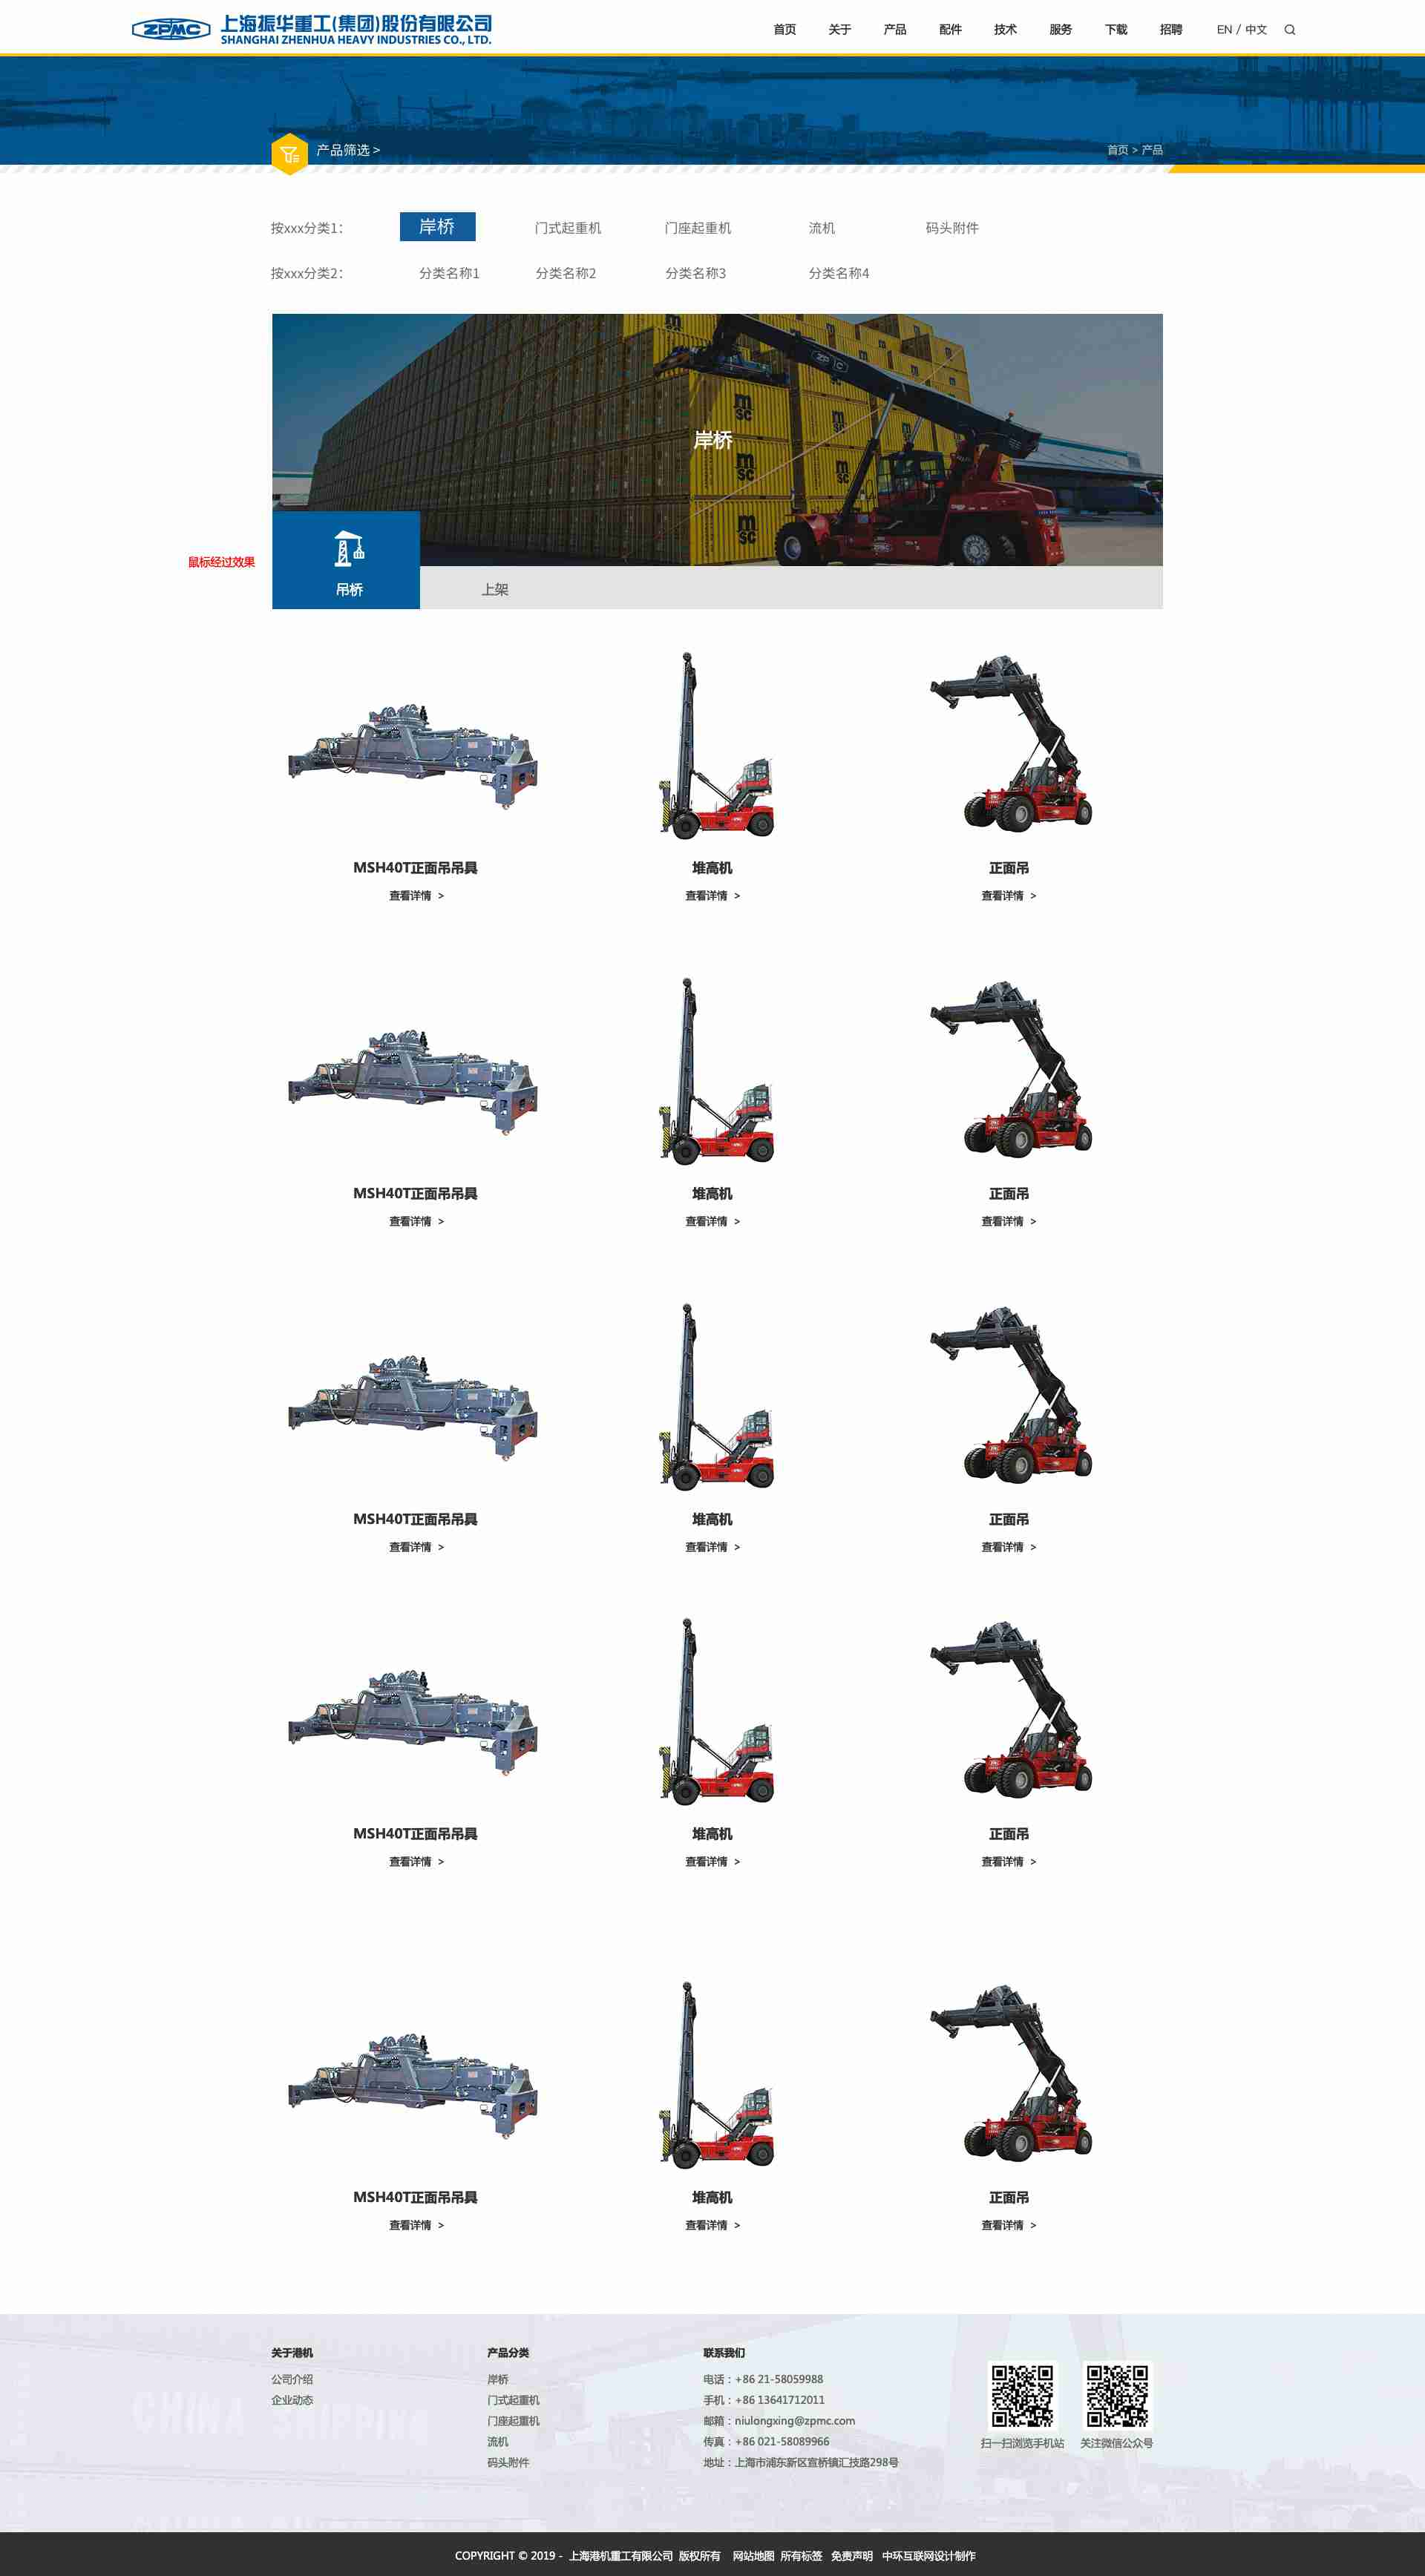 ZPMC 上海振华重工(集团)股份有限公司
SHANGHAI ZHENHUA HEAVY INDUSTRIES CO., LTD.
首页 关于 产品 配件 技术 服务 下载 招聘 EN / 中文
产品筛选 >
首页 > 产品
按xxx分类1: 岸桥 门式起重机 门座起重机 流机 码头附件
按xxx分类2: 分类名称1 分类名称2 分类名称3 分类名称4
ZPMC
msc
msc
msc
msc
msc
岸桥
鼠标经过效果
吊桥 上架
MSH40T正面吊吊具 堆高机 正面吊
查看详情 > 查看详情 > 查看详情 >
MSH40T正面吊吊具 堆高机 正面吊
查看详情 > 查看详情 > 查看详情 >
MSH40T正面吊吊具 堆高机 正面吊
查看详情 > 查看详情 > 查看详情 >
MSH40T正面吊吊具 堆高机 正面吊
查看详情 > 查看详情 > 查看详情 >
MSH40T正面吊吊具 堆高机 正面吊
查看详情 > 查看详情 > 查看详情 >
关于港机 产品分类 联系我们
公司介绍 岸桥 电话：+86 21-58059988
企业动态 门式起重机 手机：+86 13641712011
门座起重机 邮箱：niulongxing@zpmc.com
流机 传真：+86 021-58089966
码头附件 地址：上海市浦东新区宣桥镇汇技路298号
扫一扫浏览手机站 关注微信公众号
CHINA SHIPPING
COPYRIGHT © 2019 - 上海港机重工有限公司 版权所有 网站地图 所有标签 免责声明 中环互联网设计制作